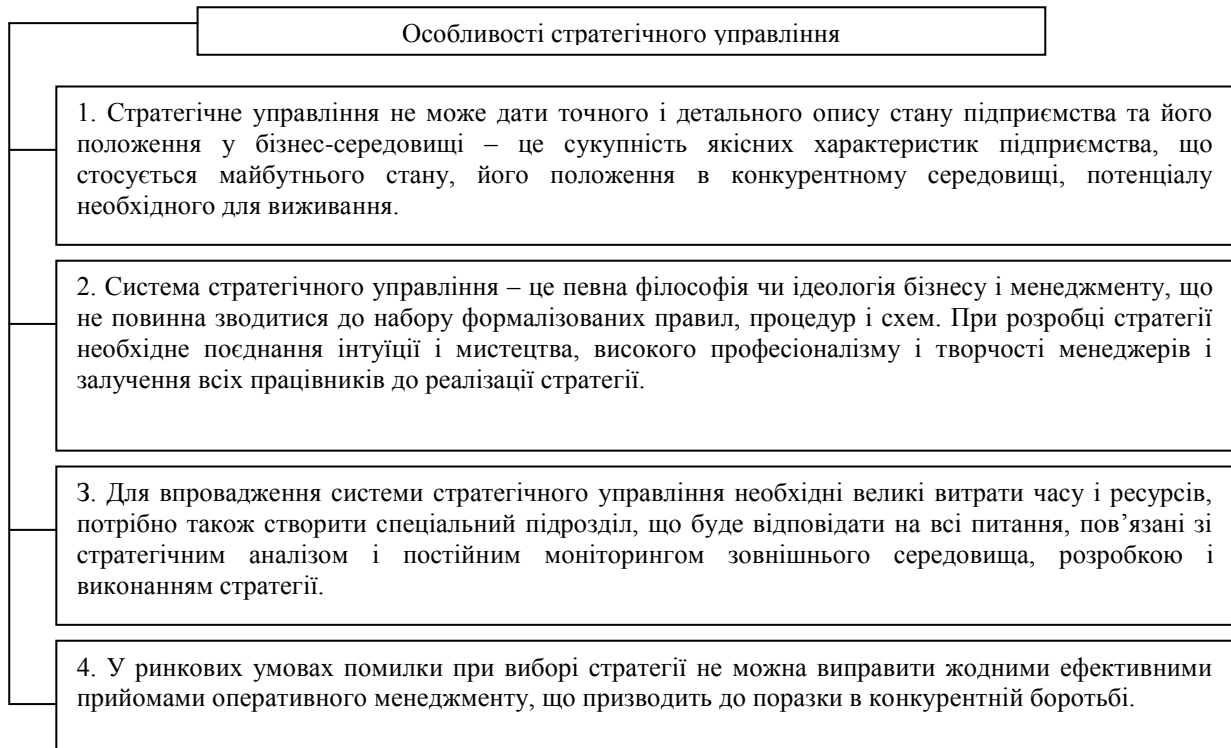 Особливості стратегічного управління
1. Стратегічне управління не може дати точного і детального опису стану підприємства та його
положення у бізнес-середовищі – це сукупність якісних характеристик підприємства, що
стосується майбутнього стану, його положення в конкурентному середовищі, потенціалу
необхідного для виживання.
2. Система стратегічного управління – це певна філософія чи ідеологія бізнесу і менеджменту, що
не повинна зводитися до набору формалізованих правил, процедур і схем. При розробці стратегії
необхідне поєднання інтуїції і мистецтва, високого професіоналізму і творчості менеджерів і
залучення всіх працівників до реалізації стратегії.
3. Для впровадження системи стратегічного управління необхідні великі витрати часу і ресурсів,
потрібно також створити спеціальний підрозділ, що буде відповідати на всі питання, пов’язані зі
стратегічним аналізом і постійним моніторингом зовнішнього середовища, розробкою і
виконанням стратегії.
4. У ринкових умовах помилки при виборі стратегії не можна виправити жодними ефективними
прийомами оперативного менеджменту, що призводить до поразки в конкурентній боротьбі.